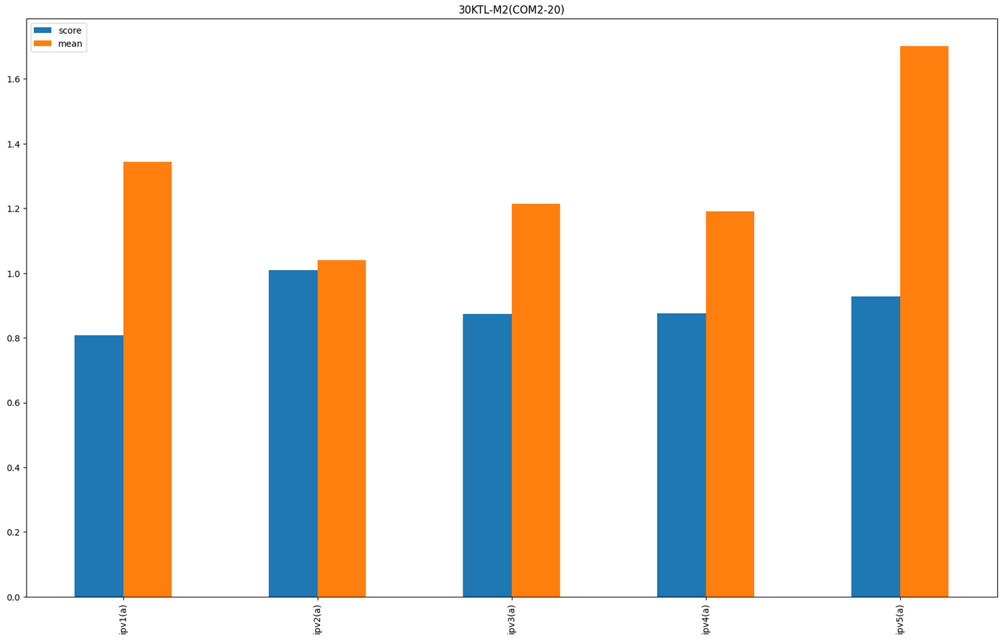 30KTL-M2(COM2-20)
score
mean
1.6
1.4
1.2
1.0
0.8
0.6
0.4
0.2
0.0
ipv1(a)
ipv2(a)
ipv3(a)
ipv4(a)
ipv5(a)